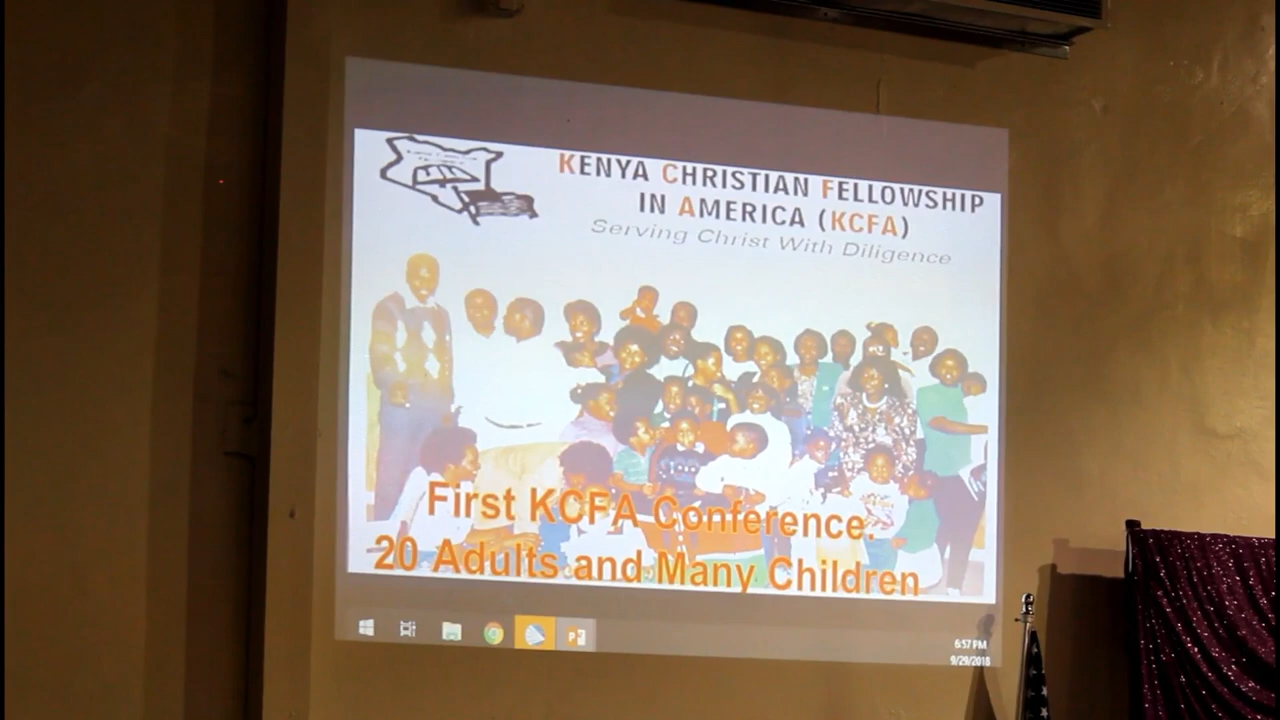 KENYA CHRISTIAN FELLOWSHIP
IN AMERICA (KCFA)
Serving Christ With Diligence
First KCFA Conference.
20 Adults and Many Children
6:57 PM
9/29/2018